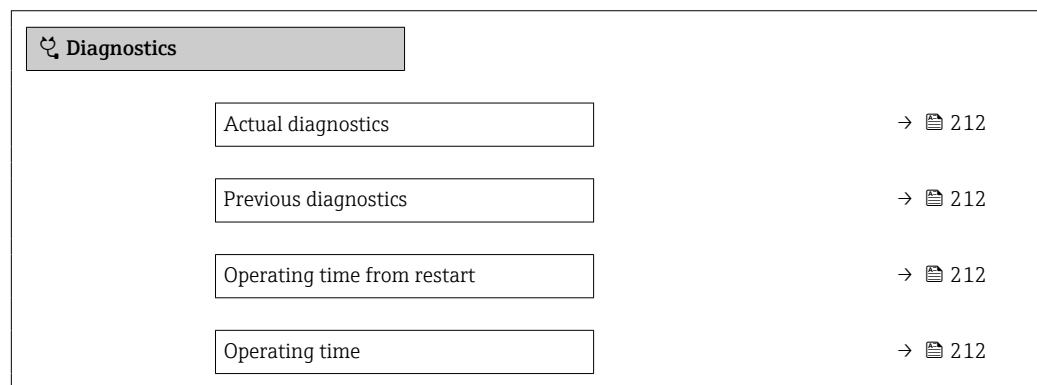 Diagnostics
Actual diagnostics → 212
Previous diagnostics → 212
Operating time from restart → 212
Operating time → 212